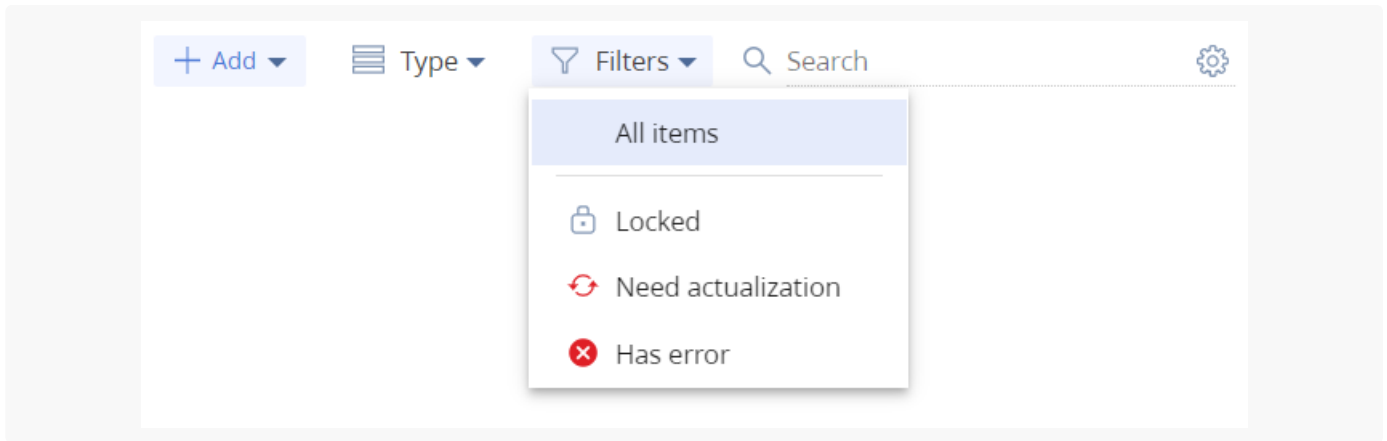 Add Type Filters Search
All items
Locked
Need actualization
Has error